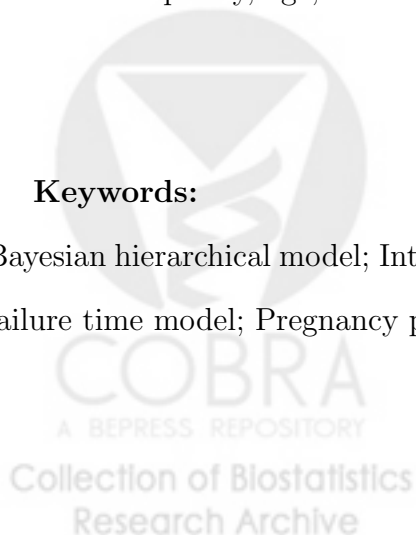 Keywords:
Bayesian hierarchical model; Int
ailure time model; Pregnancy p
COBRA
A BEPRESS REPOSITORY
Collection of Biostatistics
Research Archive